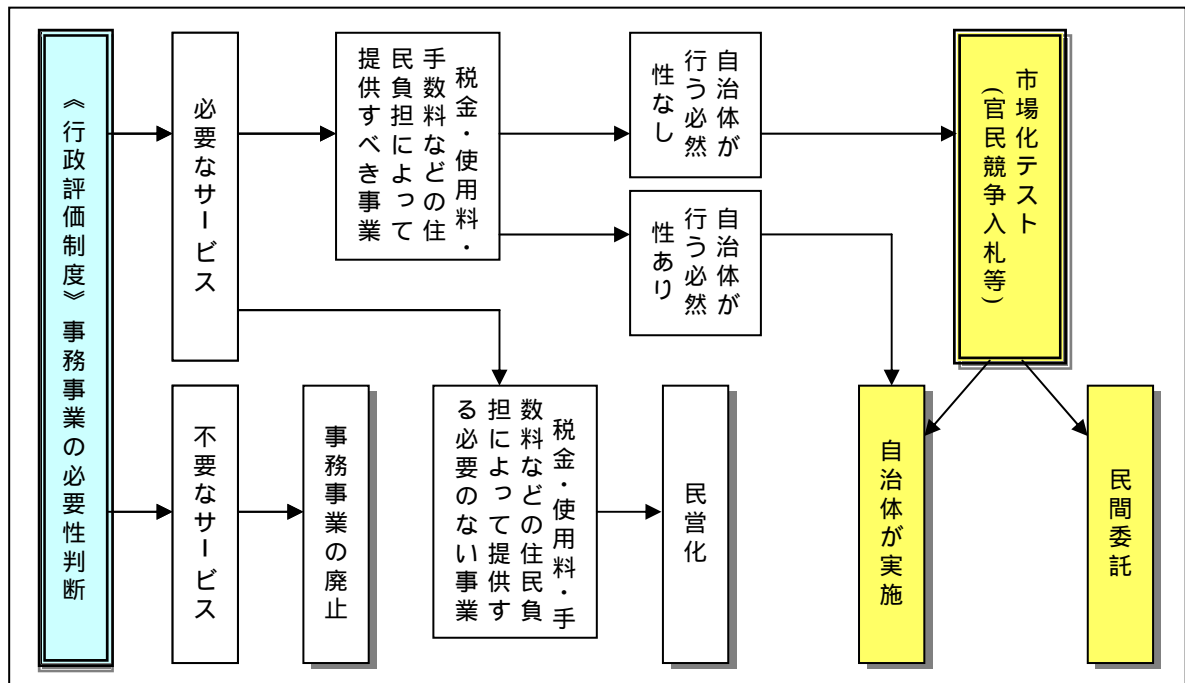 《行政評価制度》事務事業の必要性判断
必要なサービス
税金・使用料・
手数料などの住
民負担によって
提供すべき事業
自治体が
行う必然
性なし
自治体が
行う必然
性あり
市場化テスト
(官民競争入札等)
不要なサービス
事務事業の廃止
税金・使用料・手
数料などの住民負
担によって提供す
る必要のない事業
民営化
自治体が実施
民間委託